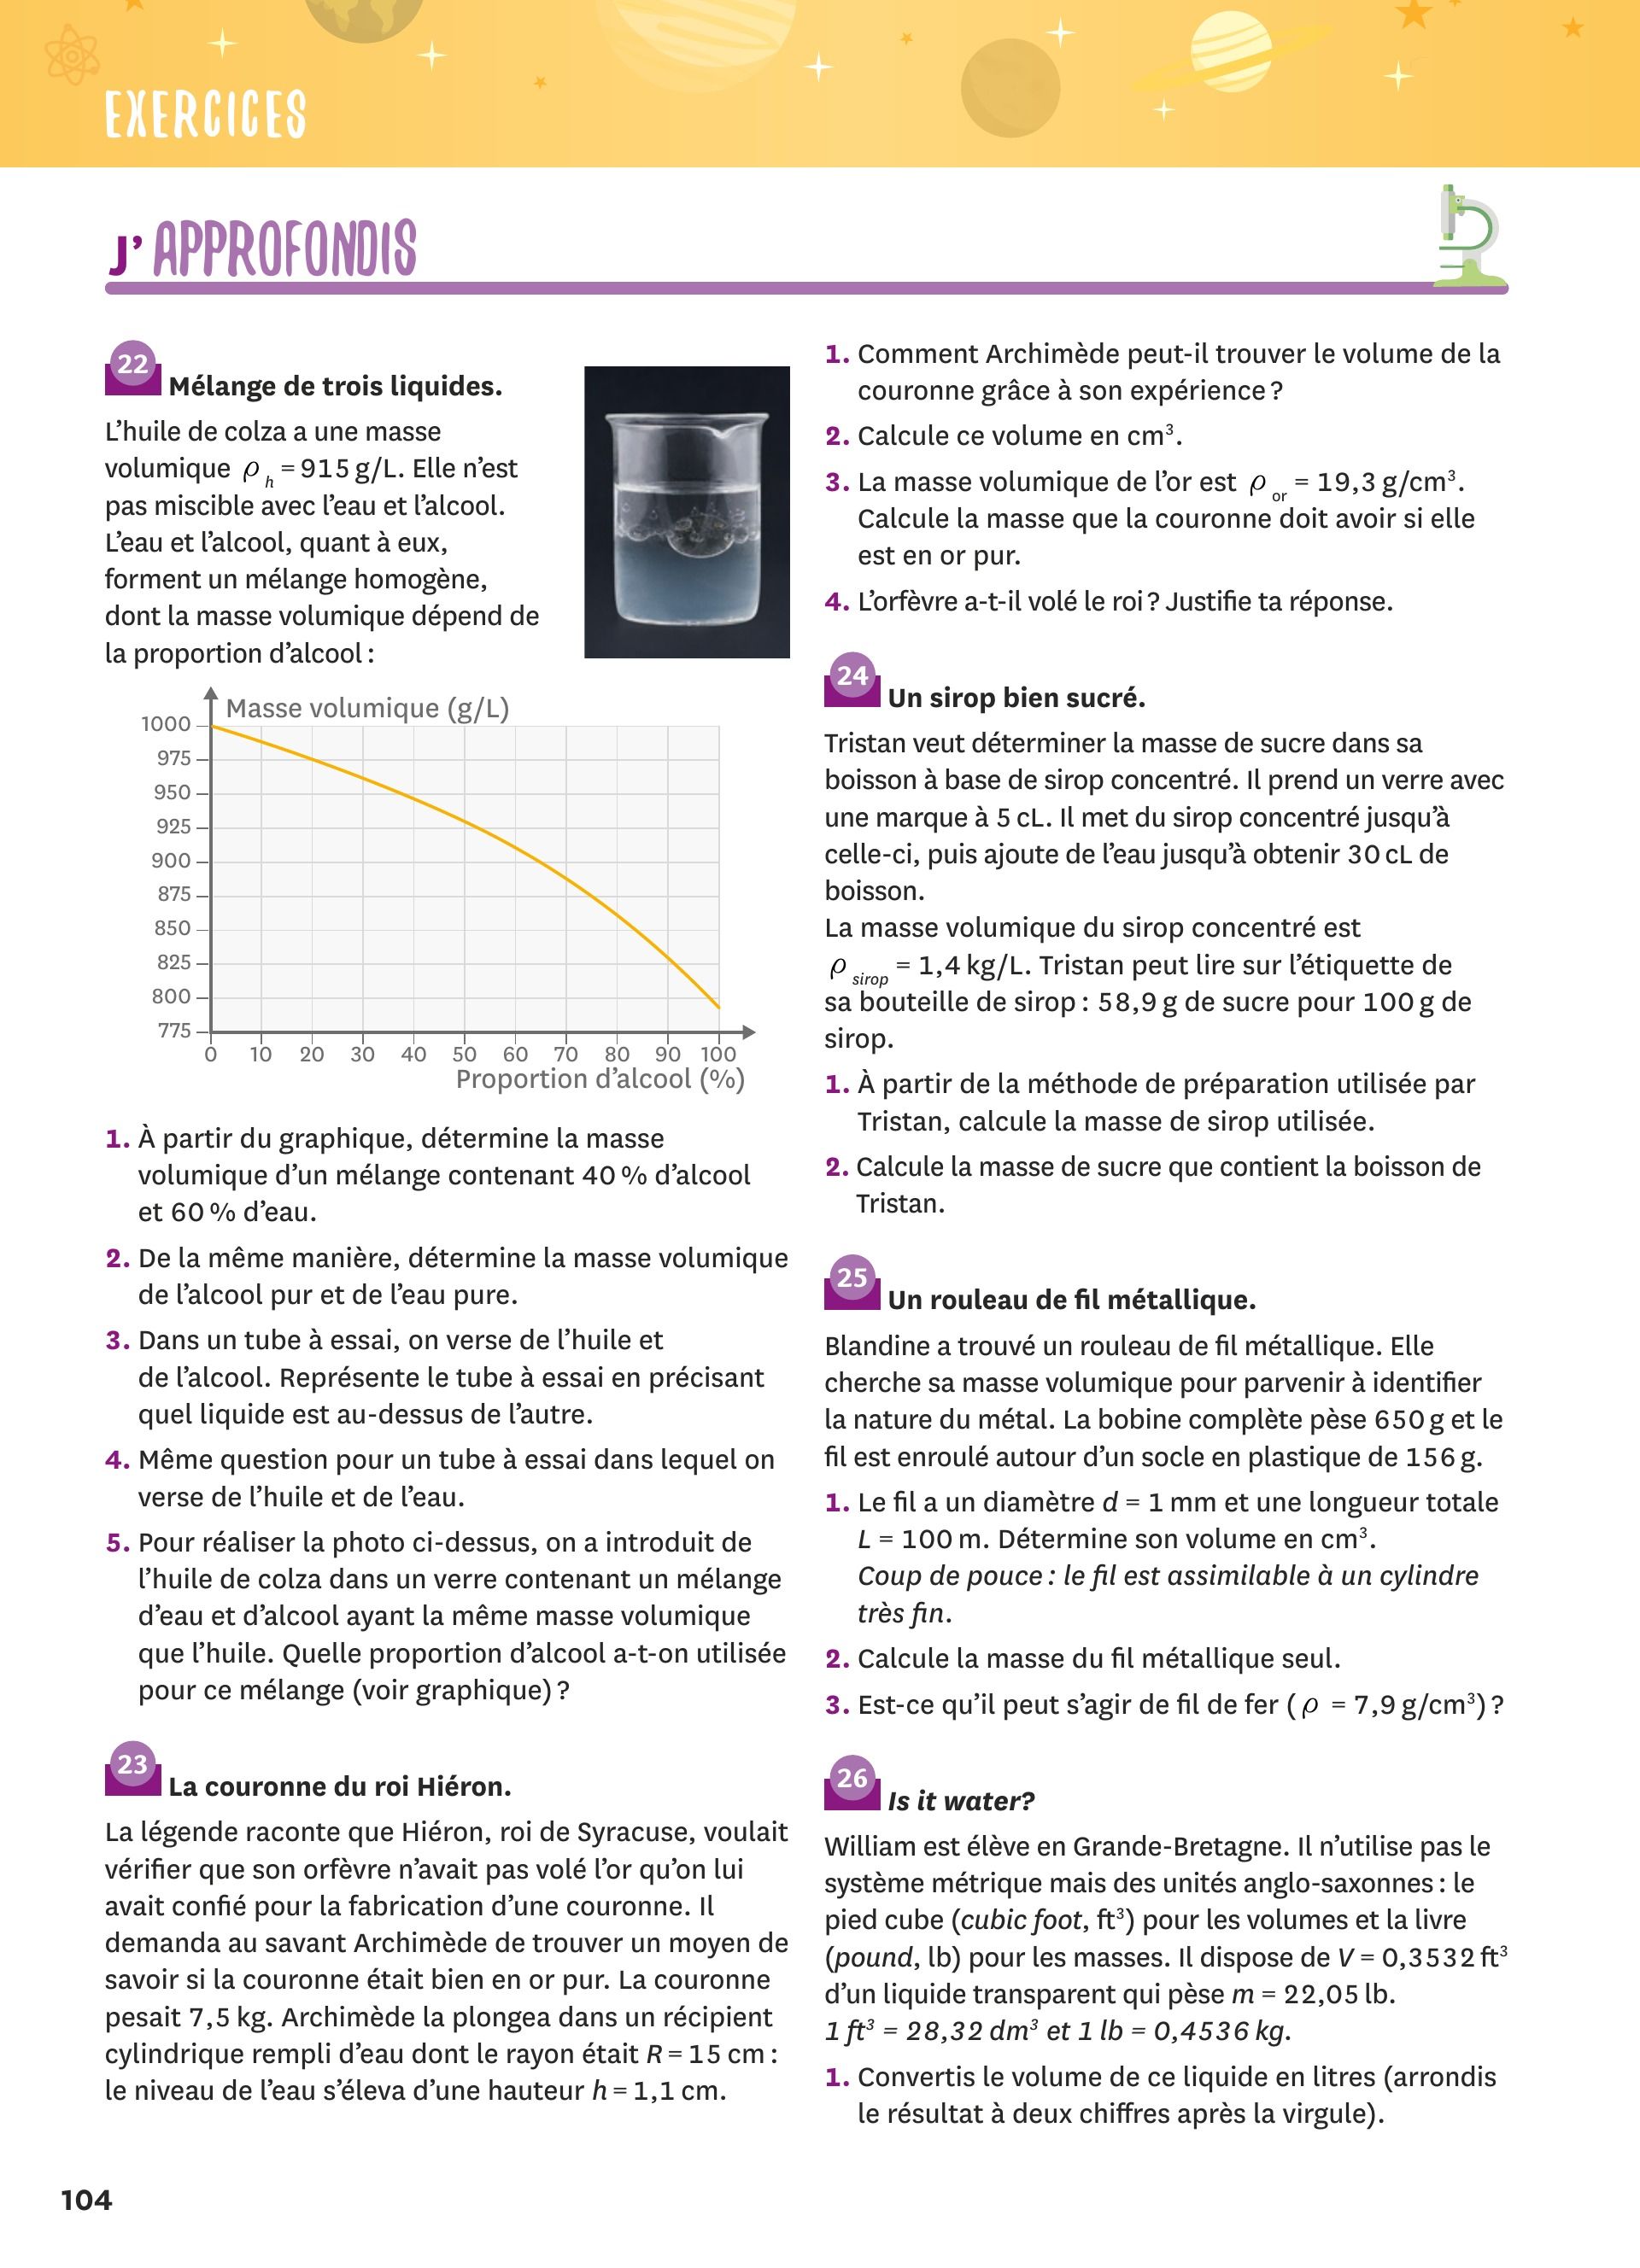 EXERCICES
J’APPROFONDIS
22
Mélange de trois liquides.
L’huile de colza a une masse
volumique ρ h = 915 g/L. Elle n’est
pas miscible avec l’eau et l’alcool.
L’eau et l’alcool, quant à eux,
forment un mélange homogène,
dont la masse volumique dépend de
la proportion d’alcool :
Masse volumique (g/L)
1000
975
950
925
900
875
850
825
800
775
0 10 20 30 40 50 60 70 80 90 100
Proportion d’alcool (%)
1. À partir du graphique, détermine la masse
volumique d’un mélange contenant 40 % d’alcool
et 60 % d’eau.
2. De la même manière, détermine la masse volumique
de l’alcool pur et de l’eau pure.
3. Dans un tube à essai, on verse de l’huile et
de l’alcool. Représente le tube à essai en précisant
quel liquide est au-dessus de l’autre.
4. Même question pour un tube à essai dans lequel on
verse de l’huile et de l’eau.
5. Pour réaliser la photo ci-dessus, on a introduit de
l’huile de colza dans un verre contenant un mélange
d’eau et d’alcool ayant la même masse volumique
que l’huile. Quelle proportion d’alcool a-t-on utilisée
pour ce mélange (voir graphique) ?
23
La couronne du roi Hiéron.
La légende raconte que Hiéron, roi de Syracuse, voulait
vérifier que son orfèvre n’avait pas volé l’or qu’on lui
avait confié pour la fabrication d’une couronne. Il
demanda au savant Archimède de trouver un moyen de
savoir si la couronne était bien en or pur. La couronne
pesait 7,5 kg. Archimède la plongea dans un récipient
cylindrique rempli d’eau dont le rayon était R = 15 cm :
le niveau de l’eau s’éleva d’une hauteur h = 1,1 cm.
1. Comment Archimède peut-il trouver le volume de la
couronne grâce à son expérience ?
2. Calcule ce volume en cm³.
3. La masse volumique de l’or est ρ or = 19,3 g/cm³.
Calcule la masse que la couronne doit avoir si elle
est en or pur.
4. L’orfèvre a-t-il volé le roi ? Justifie ta réponse.
24
Un sirop bien sucré.
Tristan veut déterminer la masse de sucre dans sa
boisson à base de sirop concentré. Il prend un verre avec
une marque à 5 cL. Il met du sirop concentré jusqu’à
celle-ci, puis ajoute de l’eau jusqu’à obtenir 30 cL de
boisson.
La masse volumique du sirop concentré est
ρ sirop = 1,4 kg/L. Tristan peut lire sur l’étiquette de
sa bouteille de sirop : 58,9 g de sucre pour 100 g de
sirop.
1. À partir de la méthode de préparation utilisée par
Tristan, calcule la masse de sirop utilisée.
2. Calcule la masse de sucre que contient la boisson de
Tristan.
25
Un rouleau de fil métallique.
Blandine a trouvé un rouleau de fil métallique. Elle
cherche sa masse volumique pour parvenir à identifier
la nature du métal. La bobine complète pèse 650 g et le
fil est enroulé autour d’un socle en plastique de 156 g.
1. Le fil a un diamètre d = 1 mm et une longueur totale
L = 100 m. Détermine son volume en cm³.
Coup de pouce : le fil est assimilable à un cylindre
très fin.
2. Calcule la masse du fil métallique seul.
3. Est-ce qu’il peut s’agir de fil de fer ( ρ = 7,9 g/cm³) ?
26
Is it water?
William est élève en Grande-Bretagne. Il n’utilise pas le
système métrique mais des unités anglo-saxonnes : le
pied cube (cubic foot, ft³) pour les volumes et la livre
(pound, lb) pour les masses. Il dispose de V = 0,3532 ft³
d’un liquide transparent qui pèse m = 22,05 lb.
1 ft³ = 28,32 dm³ et 1 lb = 0,4536 kg.
1. Convertis le volume de ce liquide en litres (arrondis
le résultat à deux chiffres après la virgule).
104